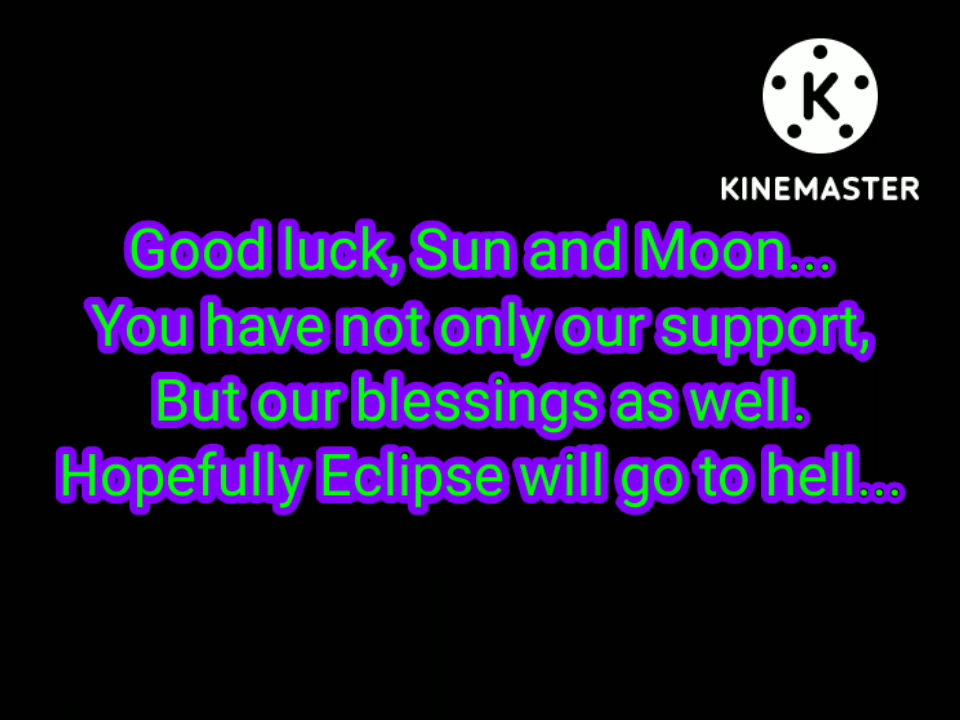 K
KINEMASTER
Good luck, Sun and Moon...
You have not only our support,
But our blessings as well.
Hopefully Eclipse will go to hell...